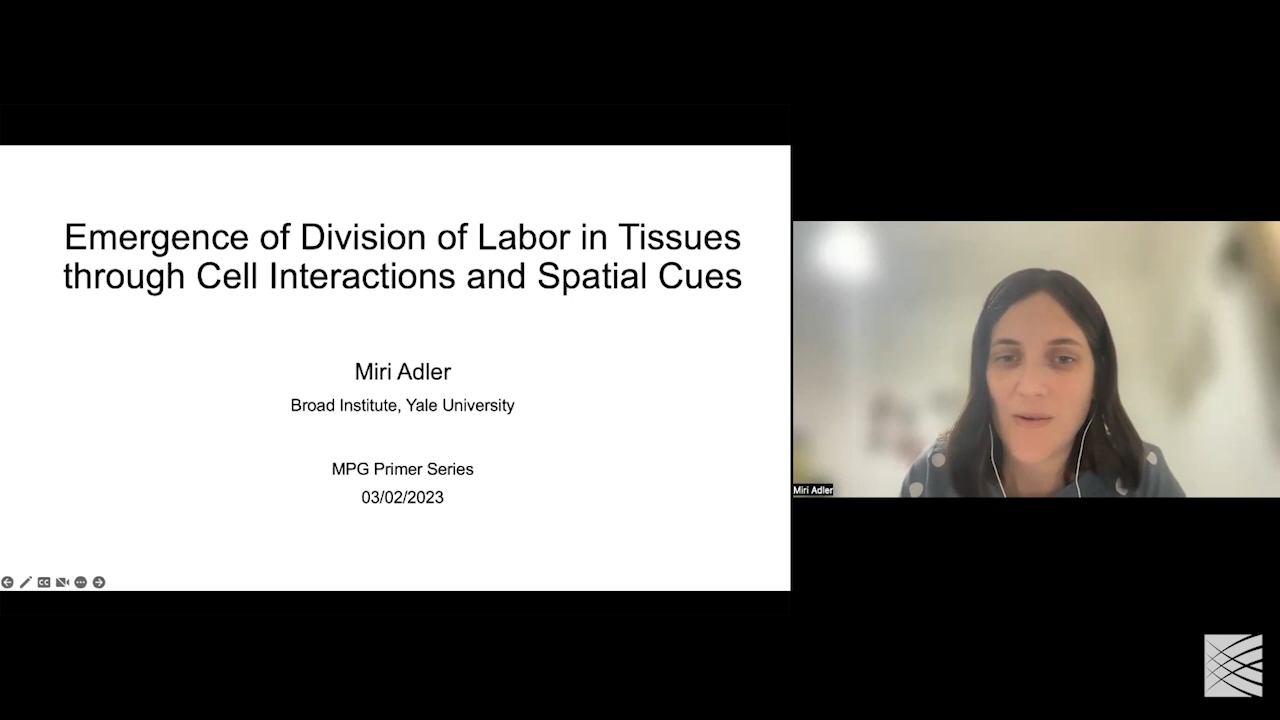 Emergence of Division of Labor in Tissues
through Cell Interactions and Spatial Cues
Miri Adler
Broad Institute, Yale University
MPG Primer Series
03/02/2023
CC
Miri Adler